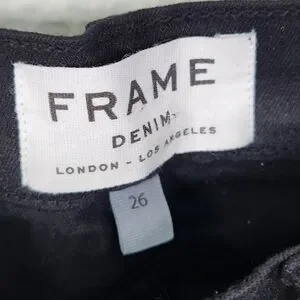 FRAME
DENIM
LONDON - LOS ANGELES
26